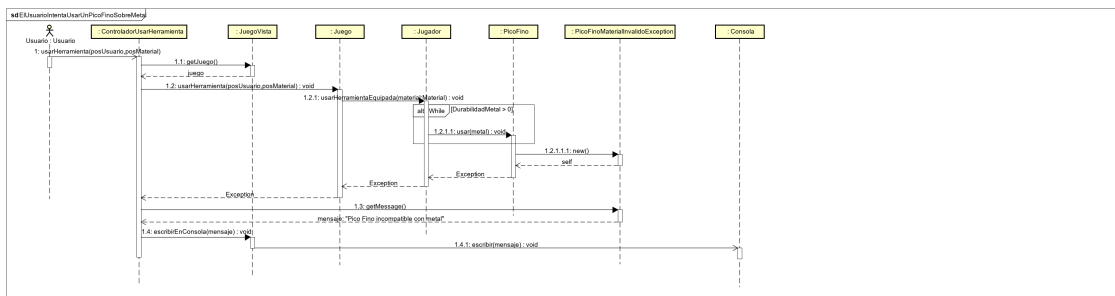 sd ElUsuarioIntentaUsarUnPicoFinoSobreMetal
Usuario : Usuario
: ControladorUsarHerramienta
: JuegoVista
: Juego
: Jugador
: PicoFino
: PicoFinoMaterialInvalidoException
: Consola
1: usarHerramienta(posUsuario,posMaterial)
1.1: getJuego()
juego
1.2: usarHerramienta(posUsuario,posMaterial) : void
1.2.1: usarHerramientaEquipada(material:Material) : void
alt While [DurabilidadMetal > 0]
1.2.1.1: usar(metal) : void
1.2.1.1.1: new()
self
Exception
Exception
Exception
1.3: getMessage()
mensaje: "Pico Fino incompatible con metal"
1.4: escribirEnConsola(mensaje) : void
1.4.1: escribir(mensaje) : void